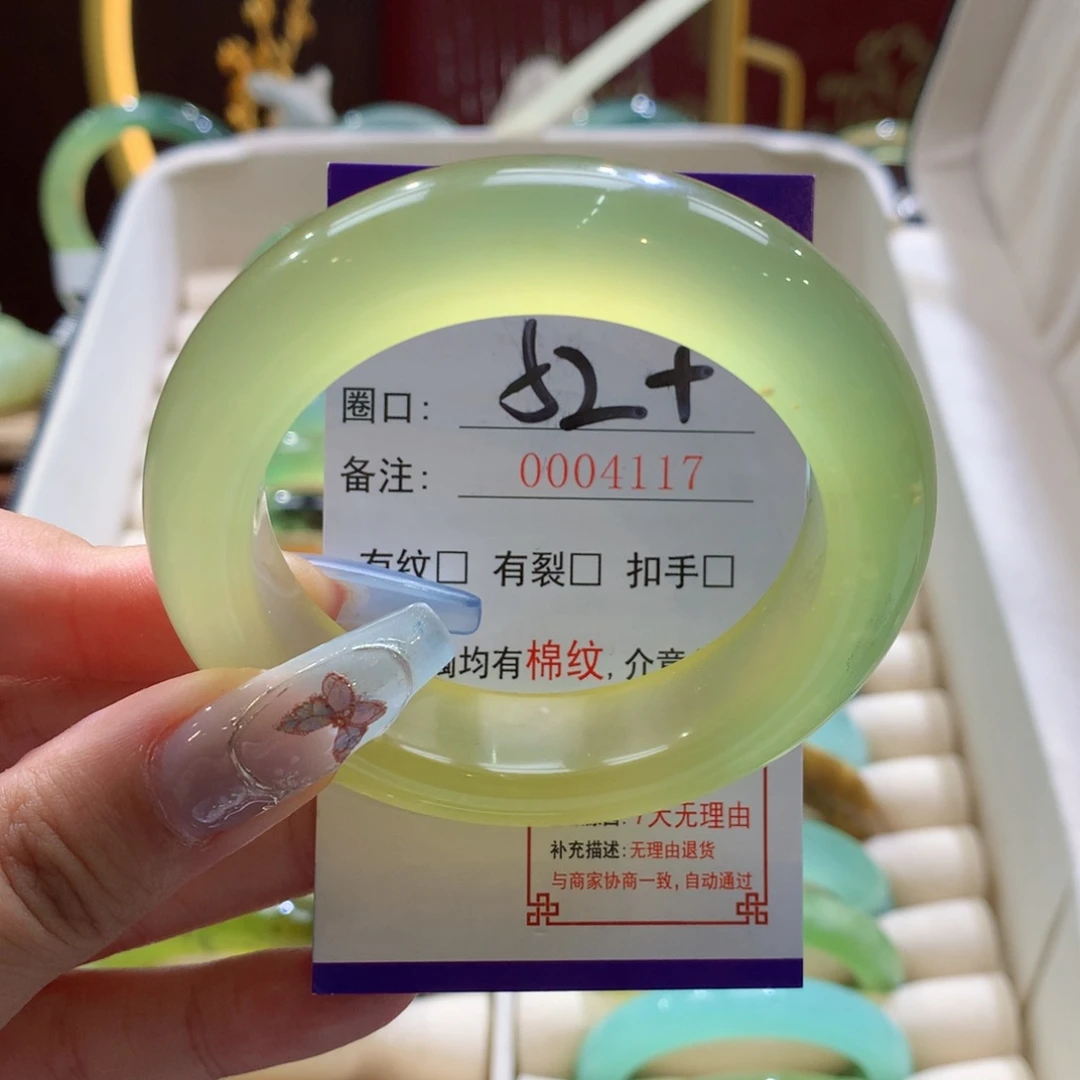 圈口: 52+
备注: 0004117
有纹□ 有裂□ 扣手□
均有棉纹, 介意
7天无理由
补充描述:无理由退货
与商家协商一致,自动通过